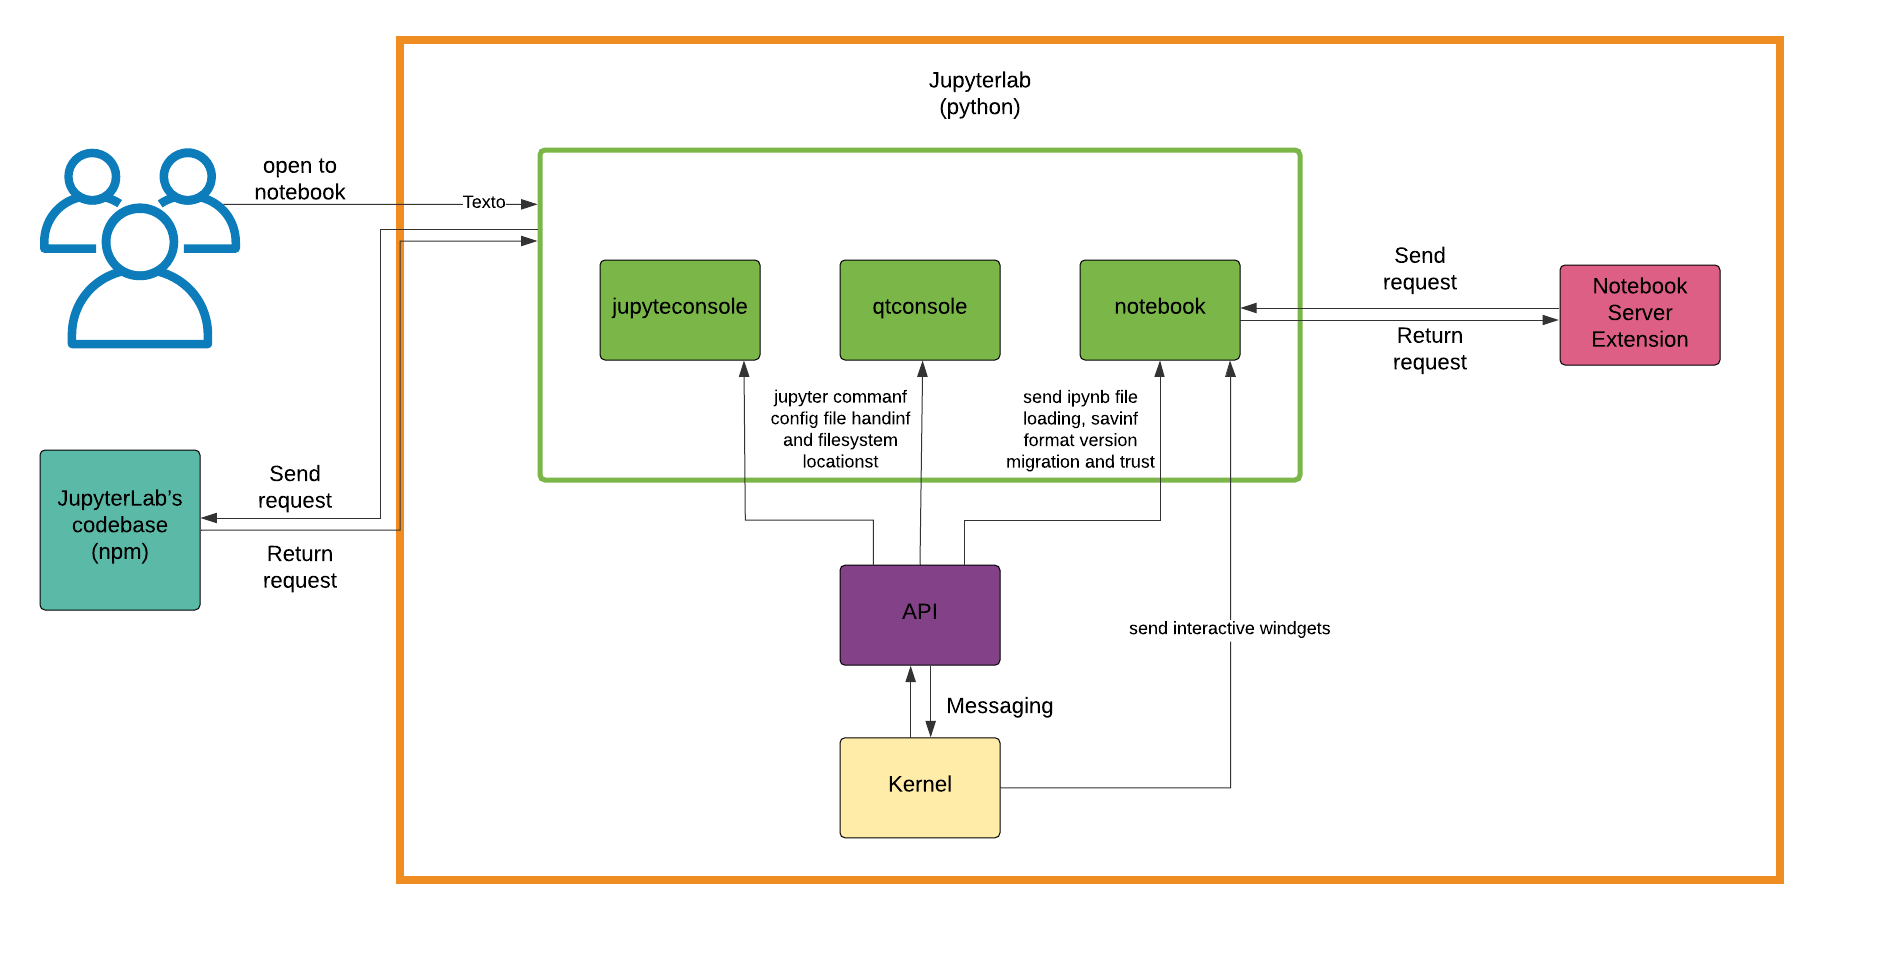 Jupyterlab
(python)
open to
notebook
Texto
jupyteconsole
qtconsole
notebook
Send
request
Return
request
Notebook
Server
Extension
jupyter commanf
config file handinf
and filesystem
locationst
send ipynb file
loading, savinf
format version
migration and trust
JupyterLab's
codebase
(npm)
Send
request
Return
request
API
send interactive windgets
Messaging
Kernel